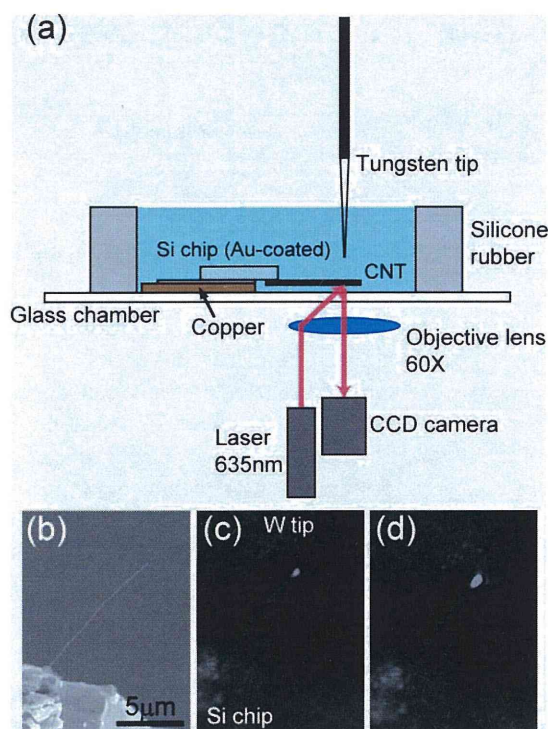 (a)
Tungsten tip
Silicone
rubber
Si chip (Au-coated)
CNT
Glass chamber
Copper
Objective lens
60X
Laser
635nm
CCD camera
(b)
(c)
W tip
(d)
5μm
Si chip